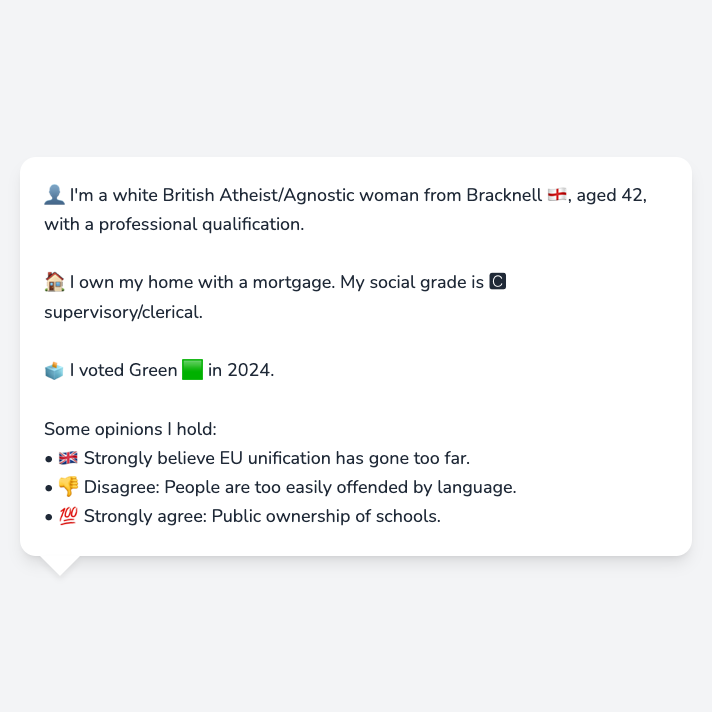 👤 I'm a white British Atheist/Agnostic woman from Bracknell 🏴󠁧󠁢󠁥󠁮󠁧󠁿, aged 42,
with a professional qualification.
🏠 I own my home with a mortgage. My social grade is 🅲
supervisory/clerical.
🗳️ I voted Green 🟩 in 2024.
Some opinions I hold:
• 🇬🇧 Strongly believe EU unification has gone too far.
• 👎 Disagree: People are too easily offended by language.
• 💯 Strongly agree: Public ownership of schools.